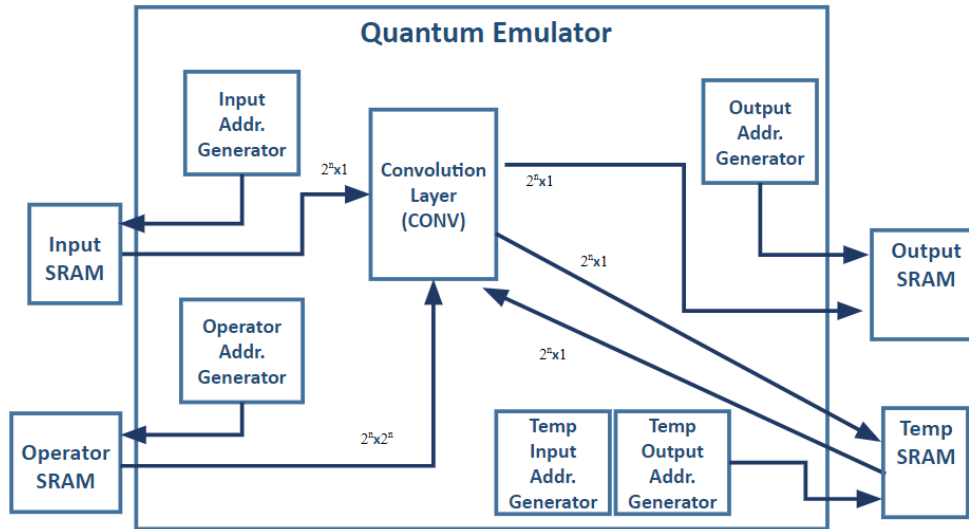 Quantum Emulator
Input
Addr.
Generator
2ⁿx1
Convolution
Layer
(CONV)
2ⁿx1
Output
Addr.
Generator
Input
SRAM
2ⁿx1
Output
SRAM
Operator
Addr.
Generator
2ⁿx1
2ⁿx2ⁿ
Operator
SRAM
Temp
Input
Addr.
Generator
Temp
Output
Addr.
Generator
Temp
SRAM